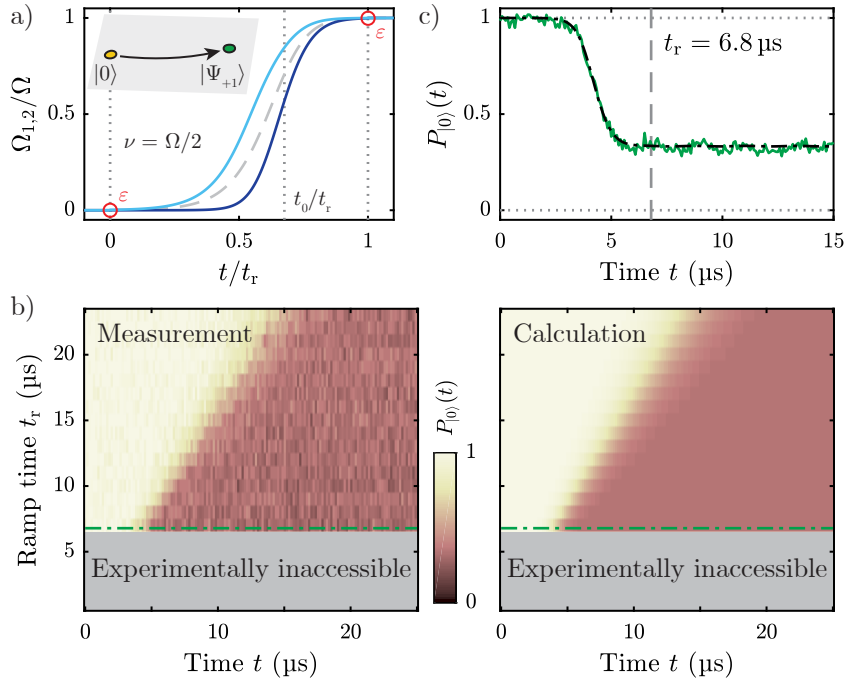 a)
Ω₁,₂/Ω
1
0.5
0
|0⟩
|Ψ₊₁⟩
ε
ν = Ω/2
ε
t₀/tᵣ
0
0.5
1
t/tᵣ
c)
P|0⟩(t)
1
0.5
0
tᵣ = 6.8 µs
0
5
10
15
Time t (µs)
b)
Ramp time tᵣ (µs)
20
15
10
5
Measurement
Experimentally inaccessible
0
10
20
Time t (µs)
P|0⟩(t)
1
0
Calculation
Experimentally inaccessible
0
10
20
Time t (µs)